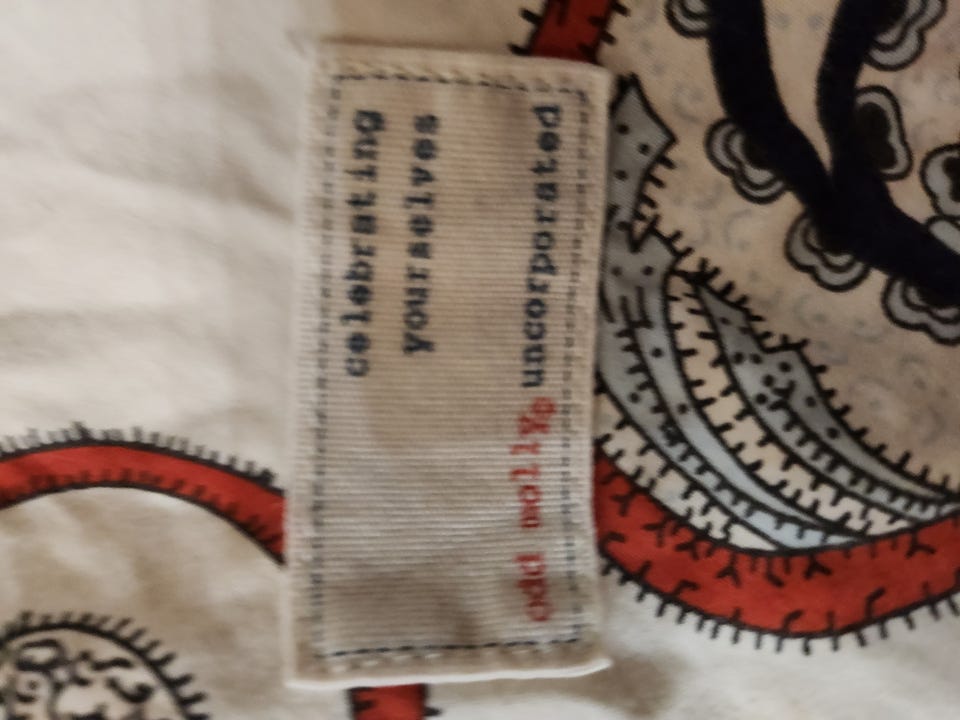 celebrating
yourselves
odd molly® uncorporated